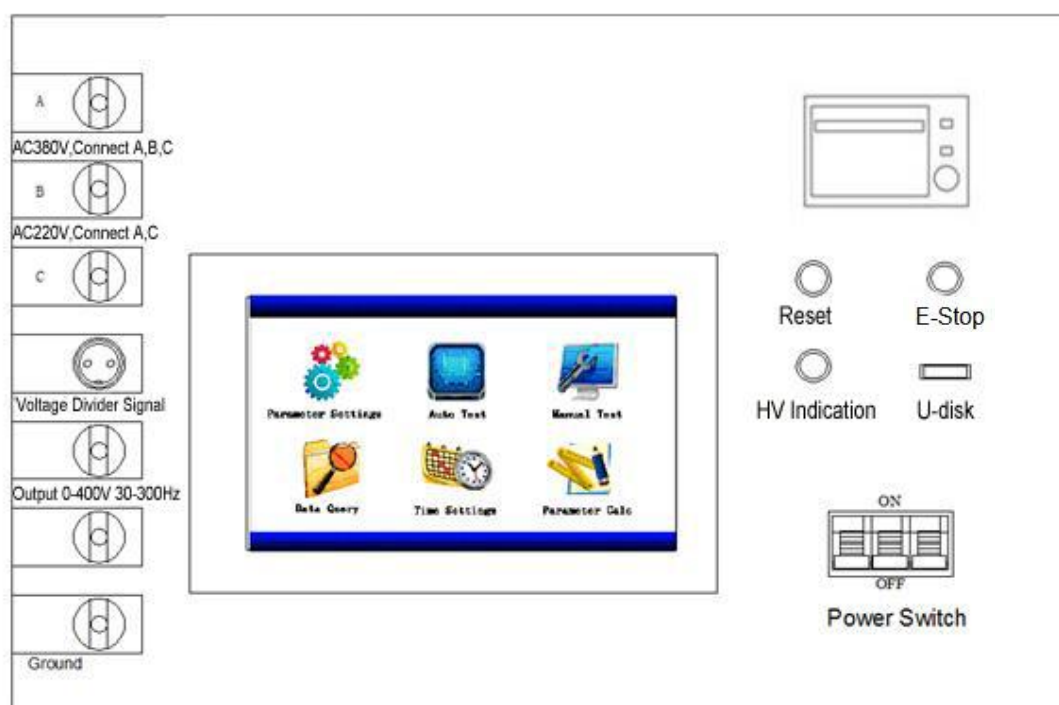 A
AC380V,Connect A,B,C
B
AC220V,Connect A,C
C
Voltage Divider Signal
Output 0-400V 30-300Hz
Ground
Parameter Settings
Auto Test
Manual Test
Data Query
Time Settings
Parameter Calc
Reset
E-Stop
HV Indication
U-disk
ON
OFF
Power Switch